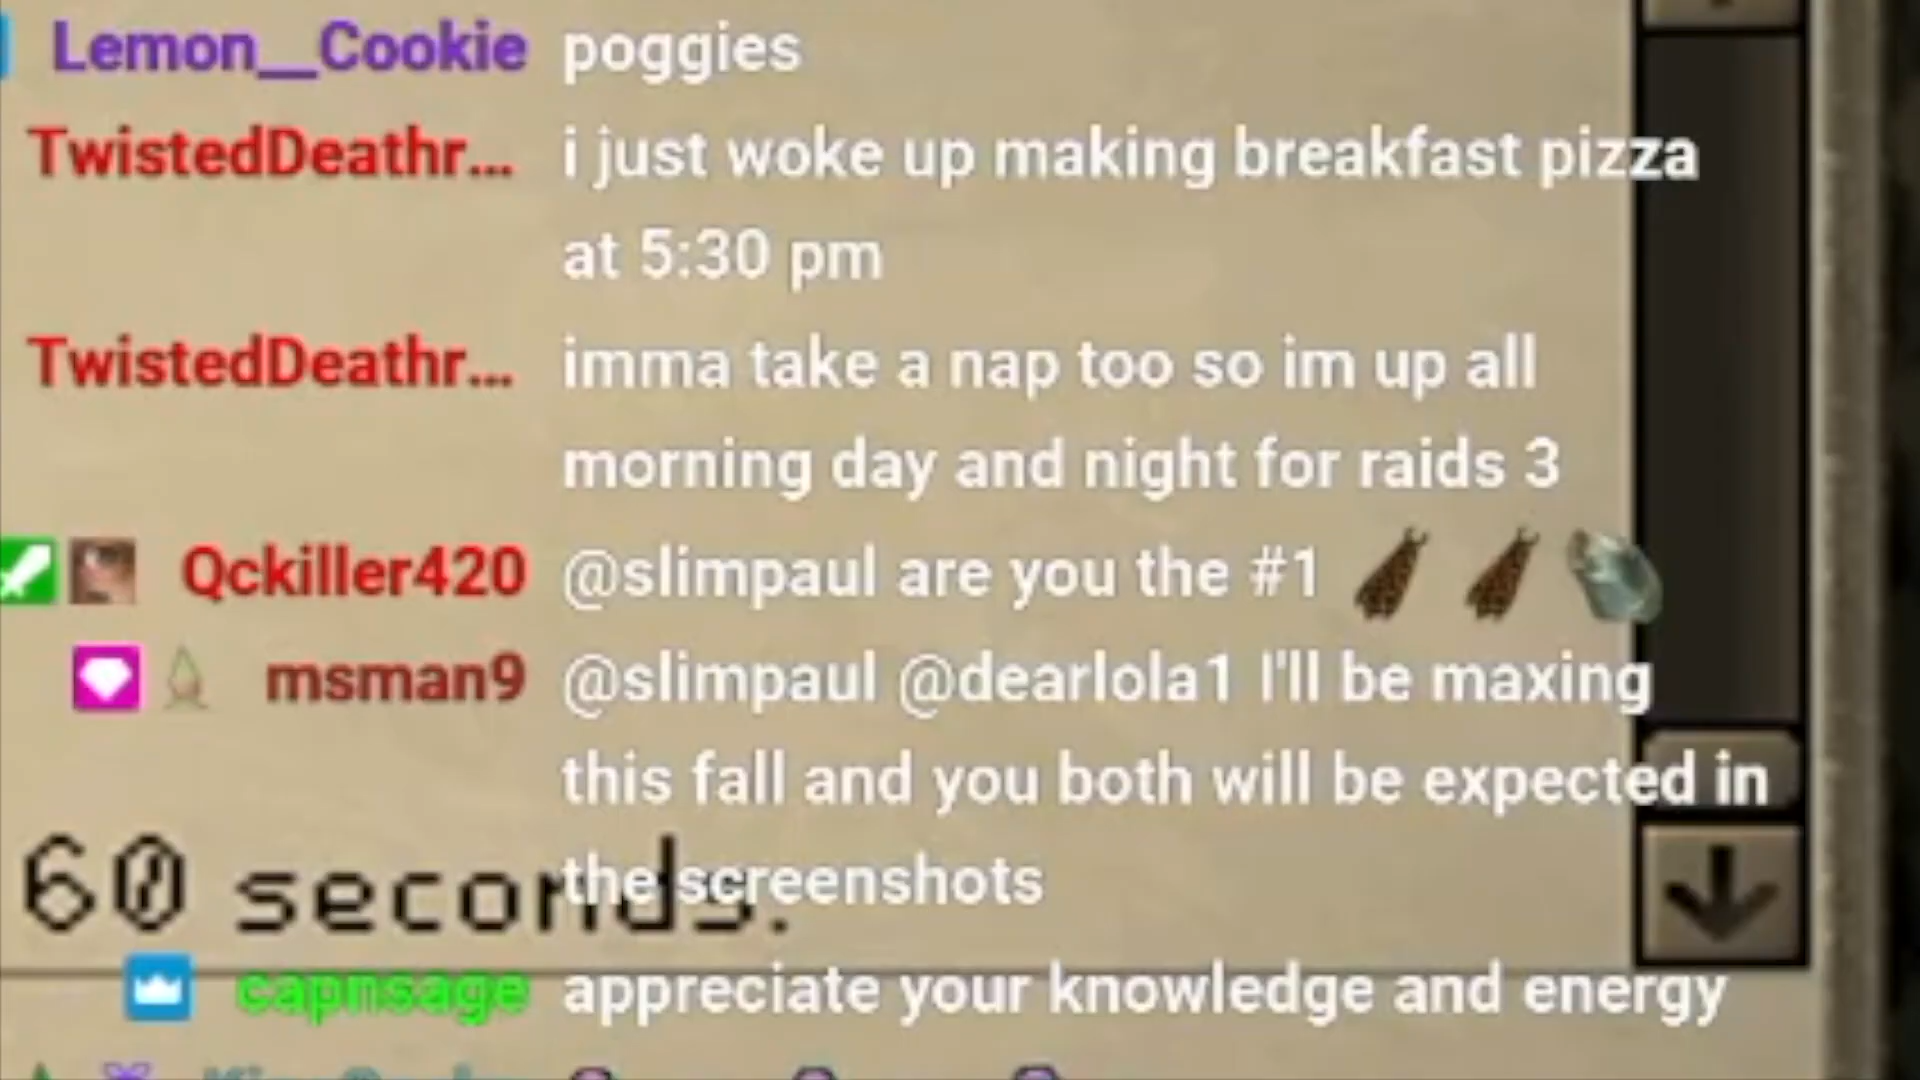 Lemon__Cookie poggies
TwistedDeathr... i just woke up making breakfast pizza
at 5:30 pm
TwistedDeathr... imma take a nap too so im up all
morning day and night for raids 3
Qckiller420 @slimpaul are you the #1
msman9 @slimpaul @dearlola1 I'll be maxing
this fall and you both will be expected in
the screenshots
60 seconds.
capnsage appreciate your knowledge and energy